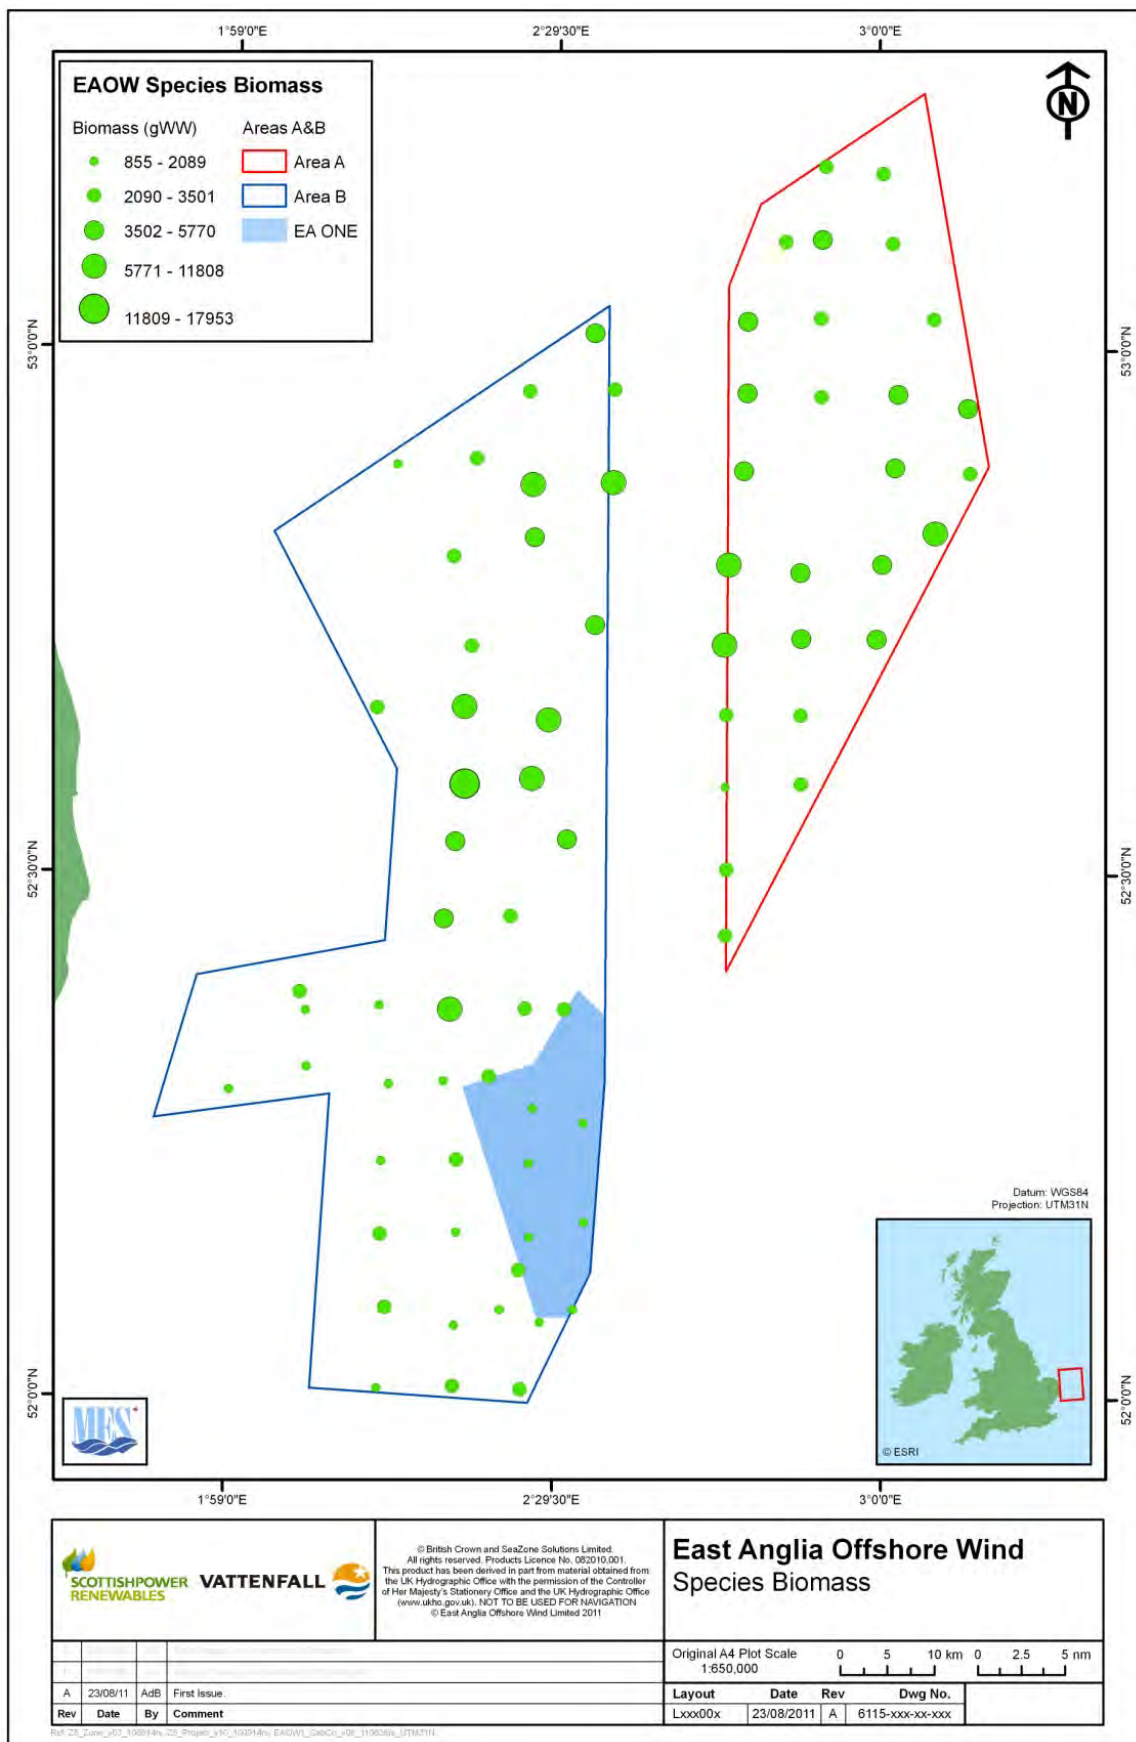 1°59'0"E
2°29'30"E
3°0'0"E
EAOW Species Biomass
Biomass (gWW)
Areas A&B
855 - 2089
Area A
2090 - 3501
Area B
3502 - 5770
EA ONE
5771 - 11808
11809 - 17953
N
53°0'0"N
53°0'0"N
52°30'0"N
52°30'0"N
52°0'0"N
52°0'0"N
Datum: WGS84
Projection: UTM31N
© ESRI
MES
1°59'0"E
2°29'30"E
3°0'0"E
SCOTTISHPOWER
RENEWABLES
VATTENFALL
© British Crown and SeaZone Solutions Limited.
All rights reserved. Products Licence No. 082010.001.
This product has been derived in part from material obtained from
the UK Hydrographic Office with the permission of the Controller
of Her Majesty's Stationery Office and the UK Hydrographic Office
(www.ukho.gov.uk). NOT TO BE USED FOR NAVIGATION
© East Anglia Offshore Wind Limited 2011
East Anglia Offshore Wind
Species Biomass
Original A4 Plot Scale
1:650,000
0 5 10 km
0 2.5 5 nm
A 23/08/11 AdB First Issue.
Rev Date By Comment
Layout Date Rev Dwg No.
Lxxx00x 23/08/2011 A 6115-xxx-xx-xxx